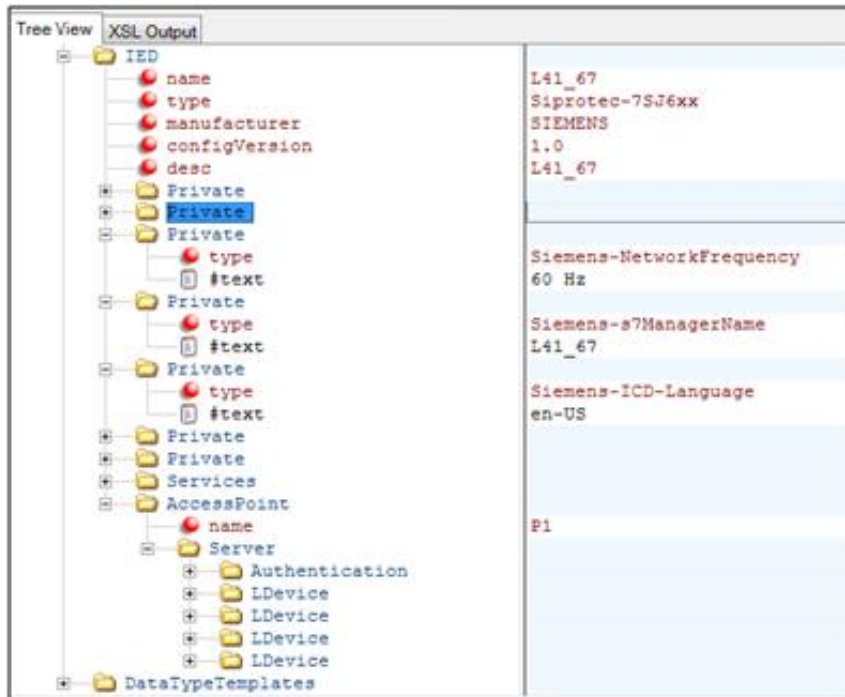 Tree View XSL Output
IED
name L41_67
type Siprotec-7SJ6xx
manufacturer SIEMENS
configVersion 1.0
desc L41_67
Private
Private
Private
type Siemens-NetworkFrequency
#text 60 Hz
Private
type Siemens-s7ManagerName
#text L41_67
Private
type Siemens-ICD-Language
#text en-US
Private
Private
Services
AccessPoint
name P1
Server
Authentication
LDevice
LDevice
LDevice
LDevice
DataTypeTemplates